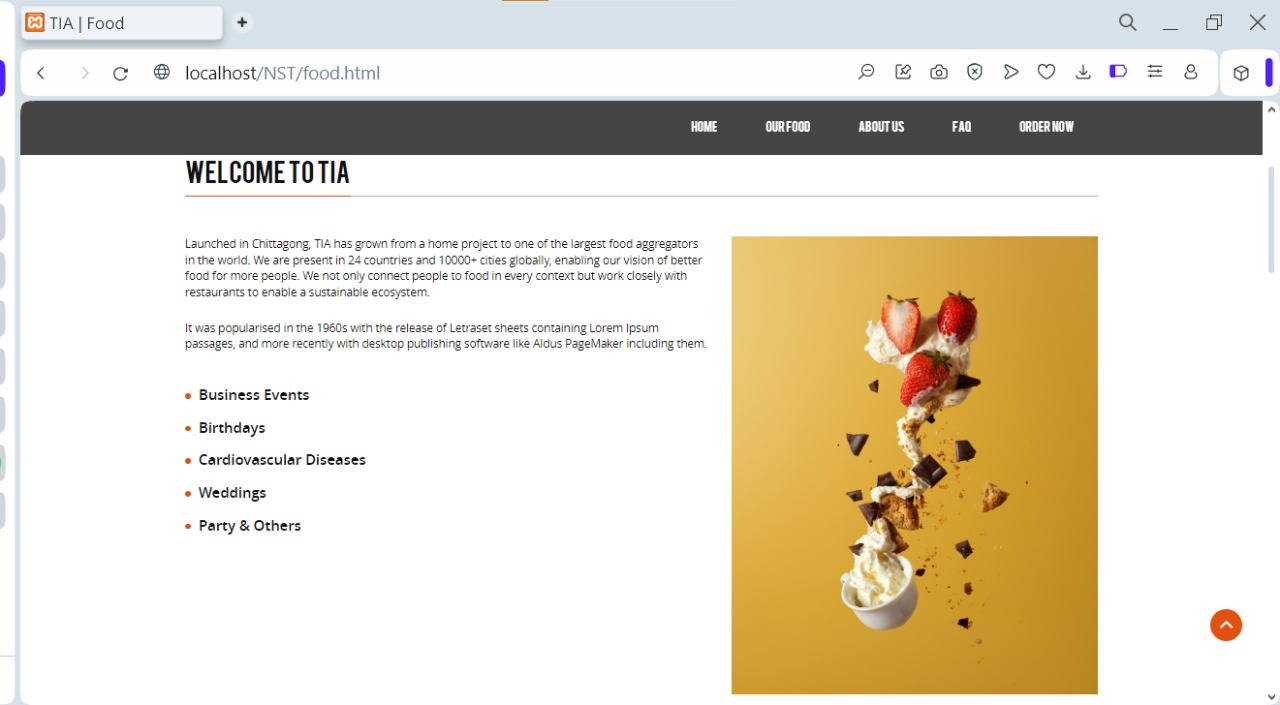 TIA | Food
localhost/NST/food.html
HOME OUR FOOD ABOUT US FAQ ORDER NOW
WELCOME TO TIA
Launched in Chittagong, TIA has grown from a home project to one of the largest food aggregators
in the world. We are present in 24 countries and 10000+ cities globally, enabling our vision of better
food for more people. We not only connect people to food in every context but work closely with
restaurants to enable a sustainable ecosystem.
It was popularised in the 1960s with the release of Letraset sheets containing Lorem Ipsum
passages, and more recently with desktop publishing software like Aldus PageMaker including them.
Business Events
Birthdays
Cardiovascular Diseases
Weddings
Party & Others